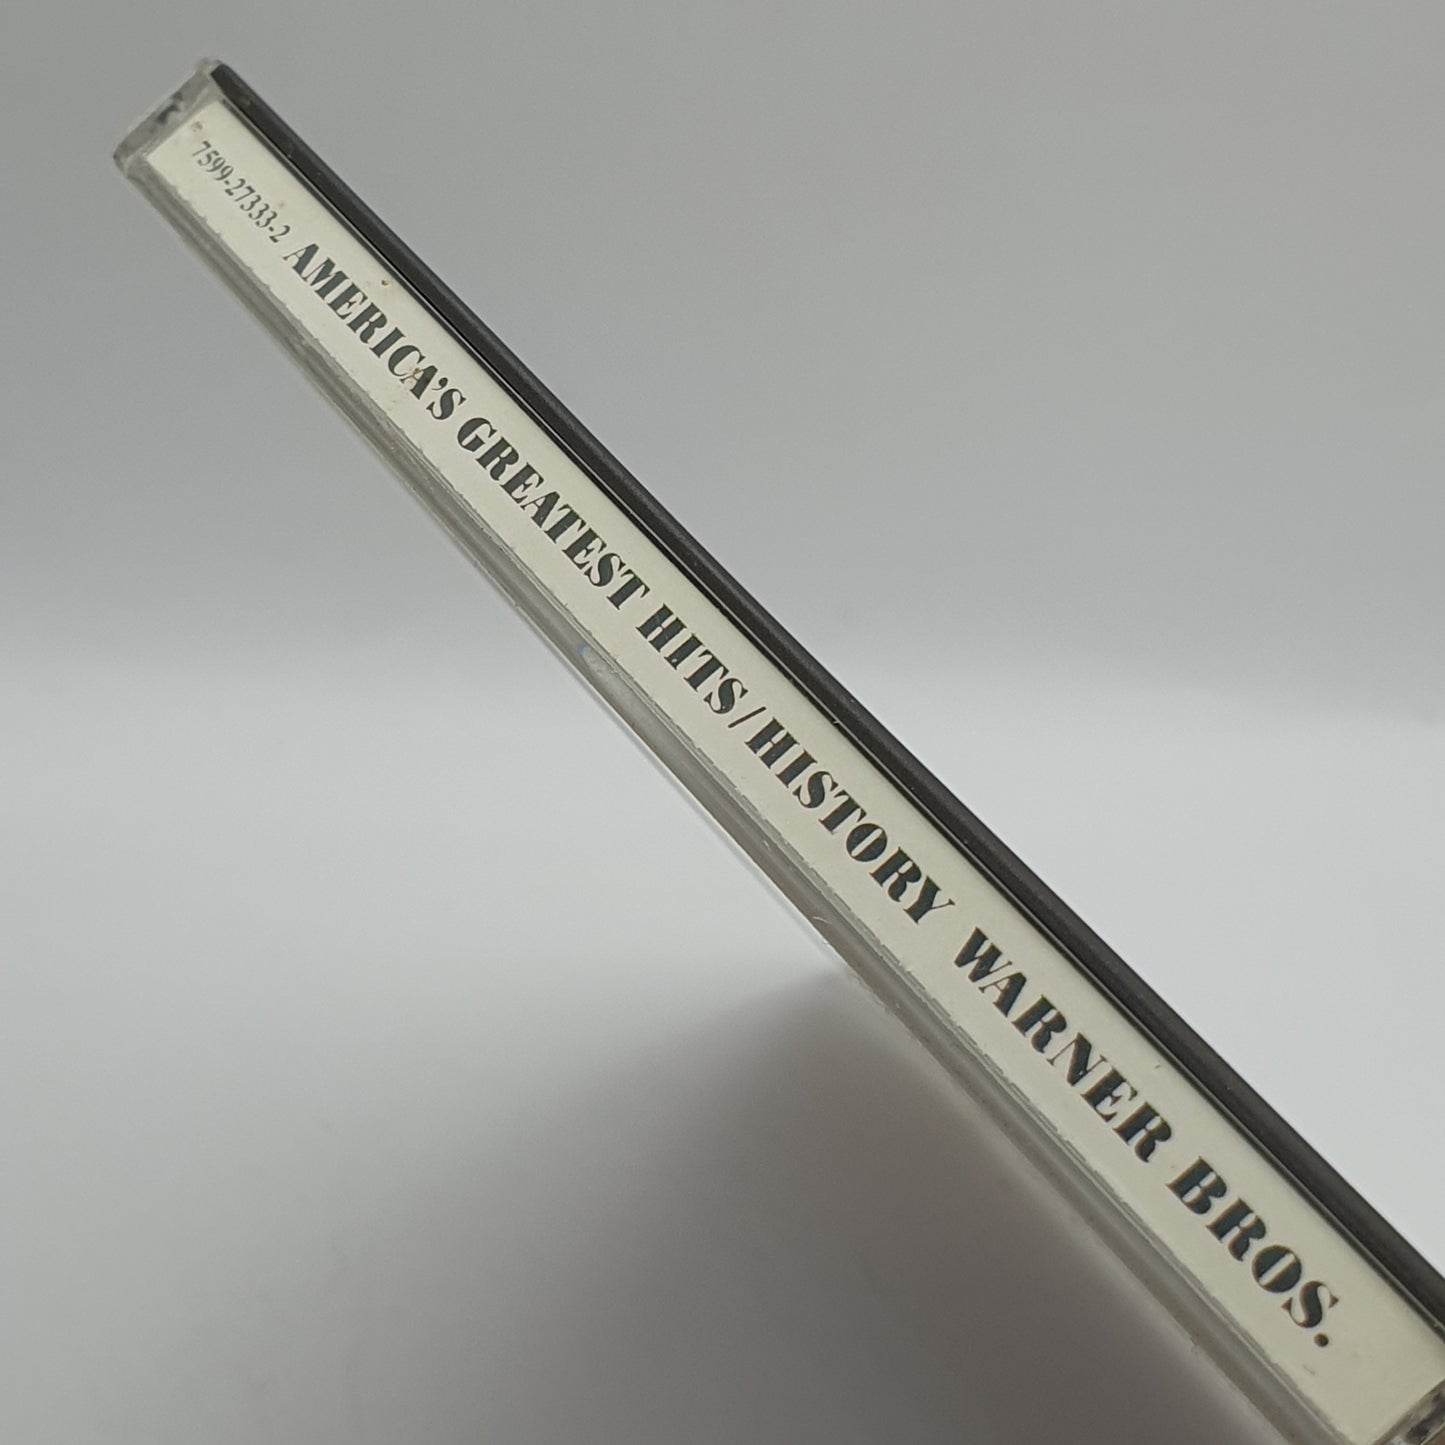 7599-27333-2 AMERICA'S GREATEST HITS/HISTORY WARNER BROS.